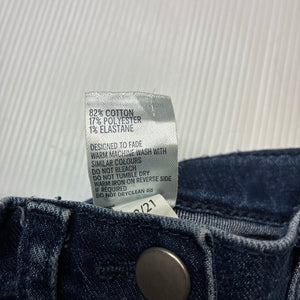 82% COTTON
17% POLYESTER
1% ELASTANE
DESIGNED TO FADE
WARM MACHINE WASH WITH
SIMILAR COLOURS
DO NOT BLEACH
DO NOT TUMBLE DRY
WARM IRON ON REVERSE SIDE
IF REQUIRED
DO NOT DRYCLEAN
/21